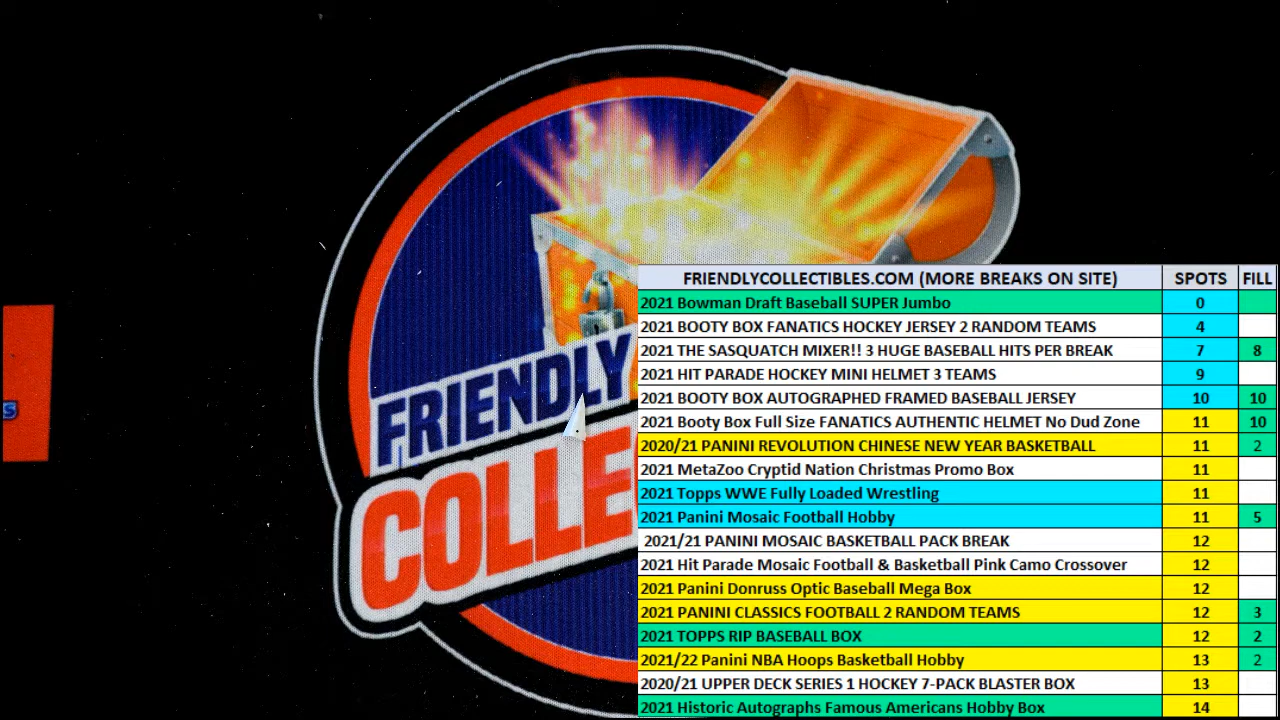 FRIENDLY
COLLE
FRIENDLYCOLLECTIBLES.COM (MORE BREAKS ON SITE) SPOTS FILL
2021 Bowman Draft Baseball SUPER Jumbo 0
2021 BOOTY BOX FANATICS HOCKEY JERSEY 2 RANDOM TEAMS 4
2021 THE SASQUATCH MIXER!! 3 HUGE BASEBALL HITS PER BREAK 7 8
2021 HIT PARADE HOCKEY MINI HELMET 3 TEAMS 9
2021 BOOTY BOX AUTOGRAPHED FRAMED BASEBALL JERSEY 10 10
2021 Booty Box Full Size FANATICS AUTHENTIC HELMET No Dud Zone 11 10
2020/21 PANINI REVOLUTION CHINESE NEW YEAR BASKETBALL 11 2
2021 MetaZoo Cryptid Nation Christmas Promo Box 11
2021 Topps WWE Fully Loaded Wrestling 11
2021 Panini Mosaic Football Hobby 11 5
2021/21 PANINI MOSAIC BASKETBALL PACK BREAK 12
2021 Hit Parade Mosaic Football & Basketball Pink Camo Crossover 12
2021 Panini Donruss Optic Baseball Mega Box 12
2021 PANINI CLASSICS FOOTBALL 2 RANDOM TEAMS 12 3
2021 TOPPS RIP BASEBALL BOX 12 2
2021/22 Panini NBA Hoops Basketball Hobby 13 2
2020/21 UPPER DECK SERIES 1 HOCKEY 7-PACK BLASTER BOX 13
2021 Historic Autographs Famous Americans Hobby Box 14